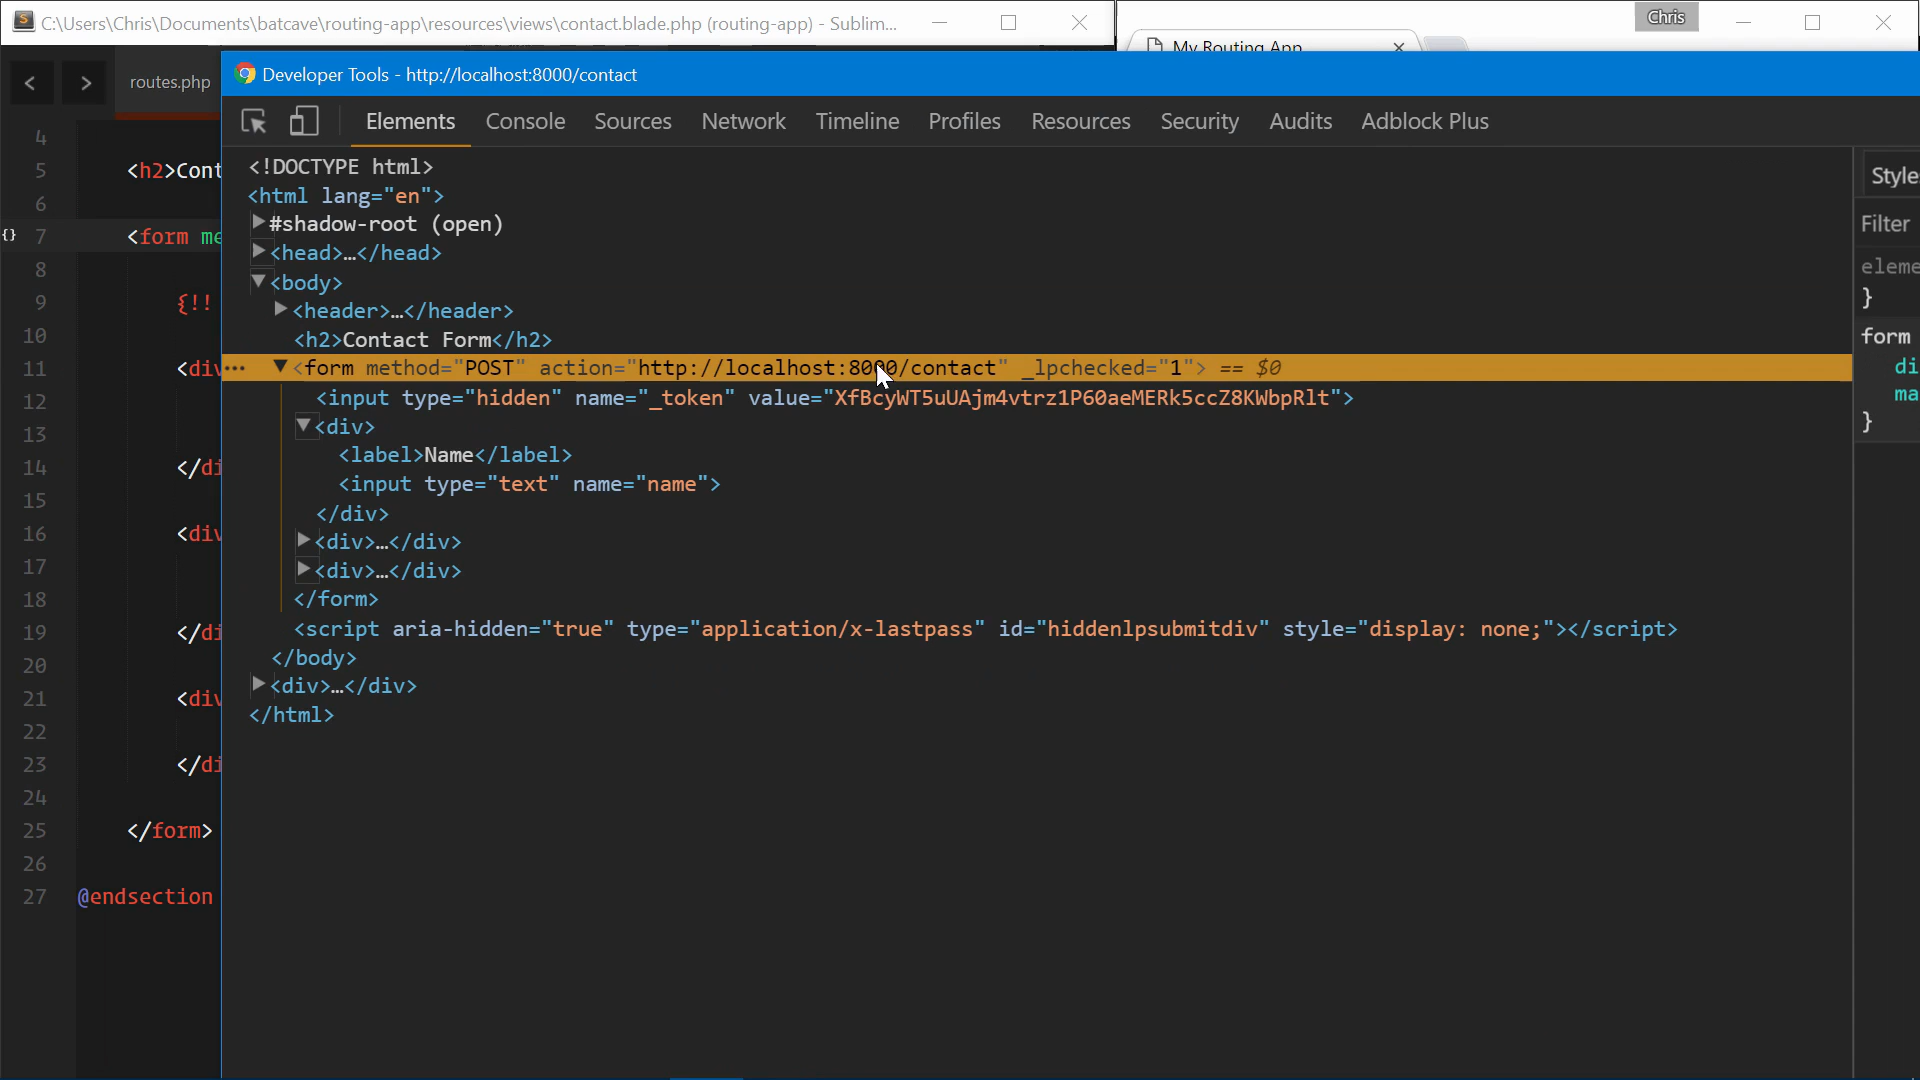 C:\Users\Chris\Documents\batcave\routing-app\resources\views\contact.blade.php (routing-app) - Sublim...
Chris
My Routing App
Developer Tools - http://localhost:8000/contact
routes.php
Elements Console Sources Network Timeline Profiles Resources Security Audits Adblock Plus
4
5 <h2>Cont
6
{} 7 <form me
8
9 {!!
10
11 <div
12
13
14 </di
15
16 <div
17
18
19 </di
20
21 <div
22
23 </di
24
25 </form>
26
27 @endsection
<!DOCTYPE html>
<html lang="en">
#shadow-root (open)
<head>…</head>
<body>
<header>…</header>
<h2>Contact Form</h2>
<form method="POST" action="http://localhost:8000/contact" _lpchecked="1"> == $0
<input type="hidden" name="_token" value="XfBcyWT5uUAjm4vtrz1P60aeMERk5ccZ8KWbpRlt">
<div>
<label>Name</label>
<input type="text" name="name">
</div>
<div>…</div>
<div>…</div>
</form>
<script aria-hidden="true" type="application/x-lastpass" id="hiddenlpsubmitdiv" style="display: none;"></script>
</body>
<div>…</div>
</html>
Style
Filter
eleme
}
form
di
ma
}